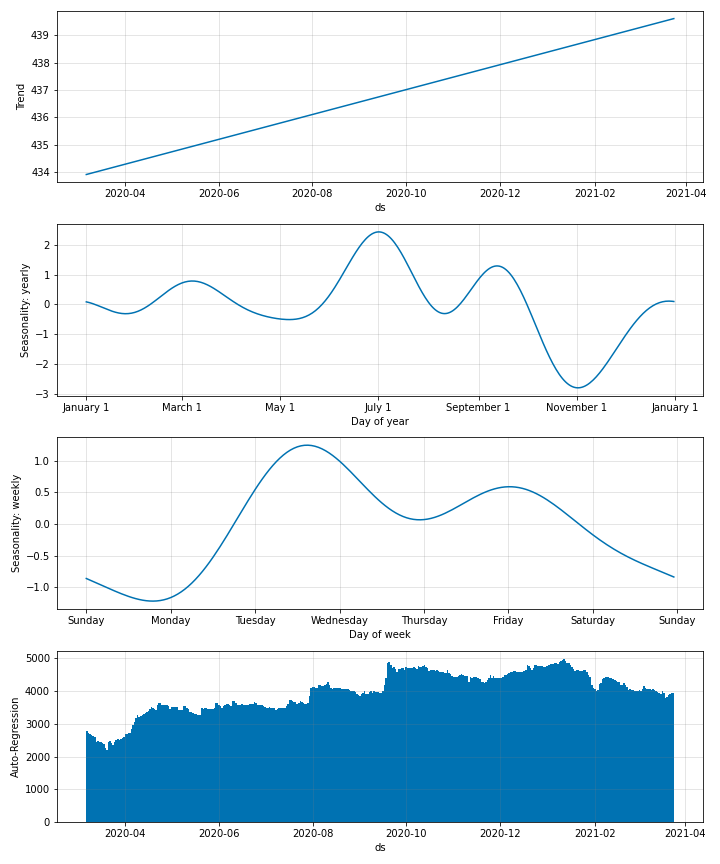 439
438
437
436
435
434
Trend
2020-04 2020-06 2020-08 2020-10 2020-12 2021-02 2021-04
ds
2
1
0
−1
−2
−3
Seasonality: yearly
January 1 March 1 May 1 July 1 September 1 November 1 January 1
Day of year
1.0
0.5
0.0
−0.5
−1.0
Seasonality: weekly
Sunday Monday Tuesday Wednesday Thursday Friday Saturday Sunday
Day of week
5000
4000
3000
2000
1000
0
Auto-Regression
2020-04 2020-06 2020-08 2020-10 2020-12 2021-02 2021-04
ds